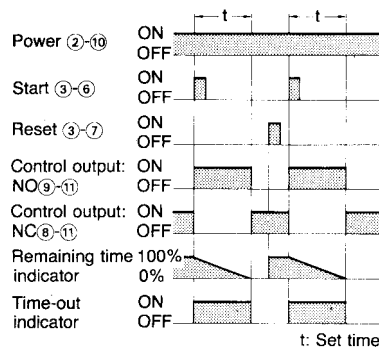 t t
Power ②-⑩ ON
OFF
Start ③-⑥ ON
OFF
Reset ③-⑦ ON
OFF
Control output: ON
NO⑨-⑪ OFF
Control output: ON
NC⑧-⑪ OFF
Remaining time 100%
indicator 0%
Time-out ON
indicator OFF
t: Set time